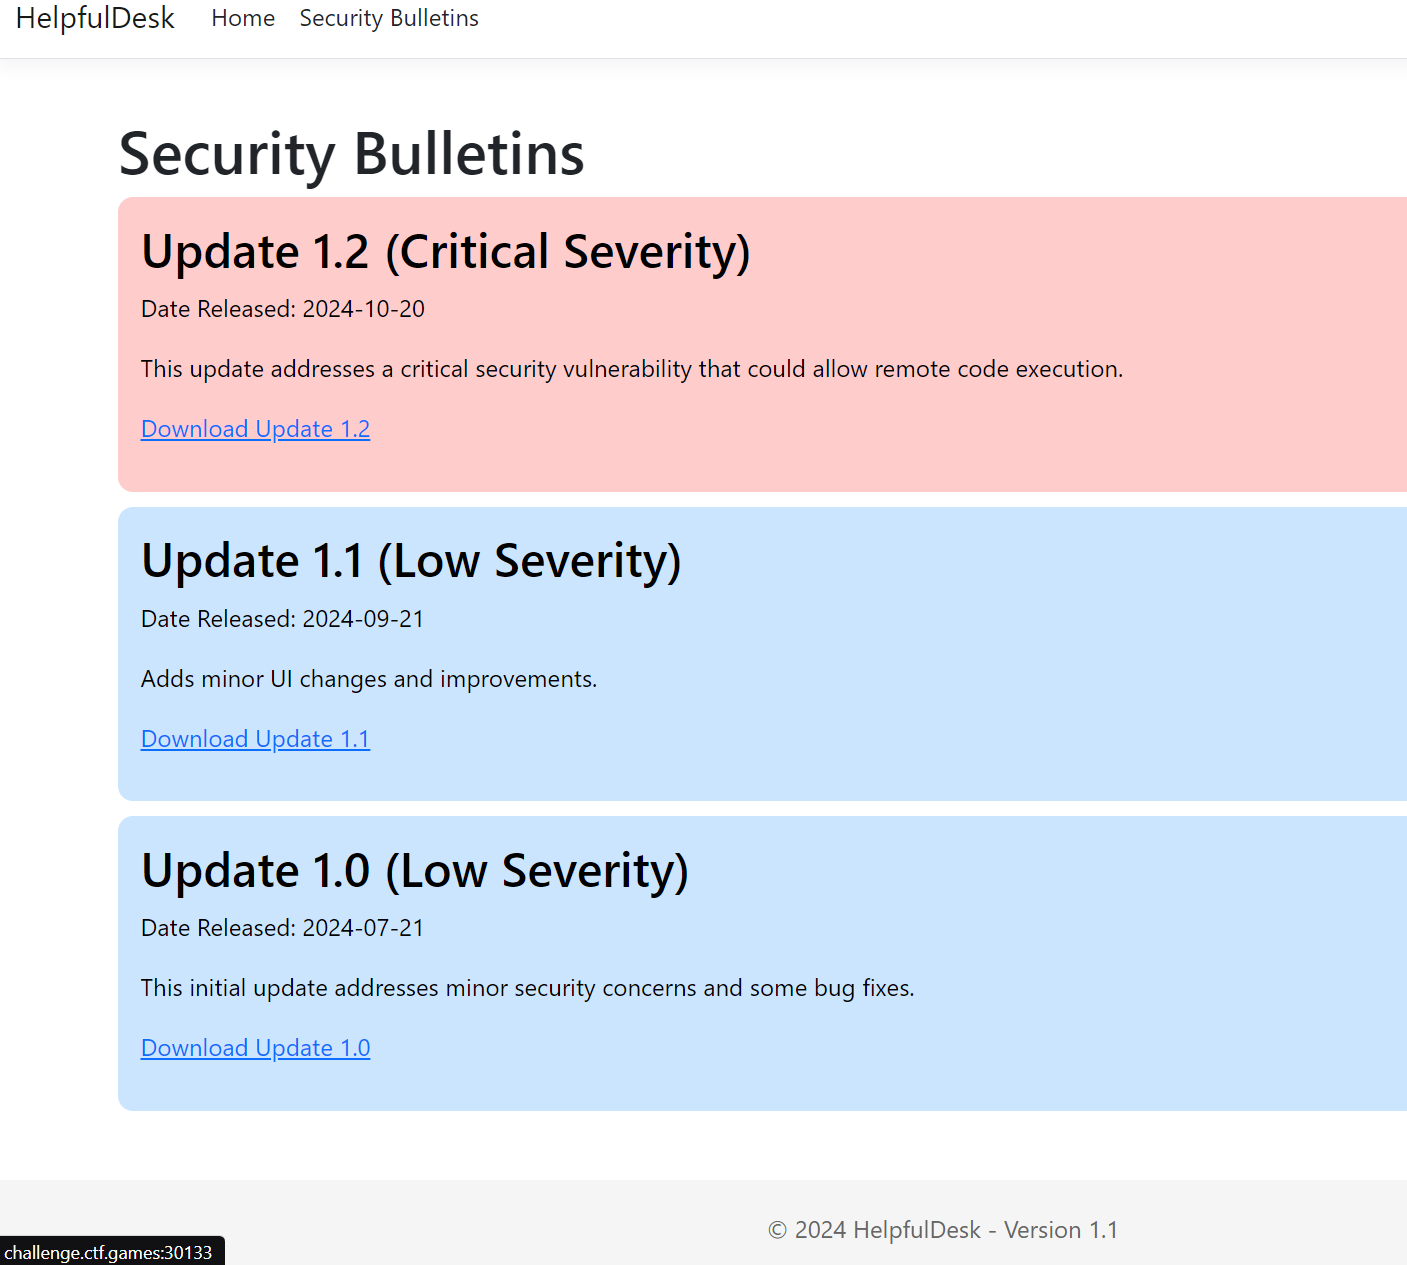 HelpfulDesk Home Security Bulletins
Security Bulletins
Update 1.2 (Critical Severity)
Date Released: 2024-10-20
This update addresses a critical security vulnerability that could allow remote code execution.
Download Update 1.2
Update 1.1 (Low Severity)
Date Released: 2024-09-21
Adds minor UI changes and improvements.
Download Update 1.1
Update 1.0 (Low Severity)
Date Released: 2024-07-21
This initial update addresses minor security concerns and some bug fixes.
Download Update 1.0
© 2024 HelpfulDesk - Version 1.1
challenge.ctf.games:30133